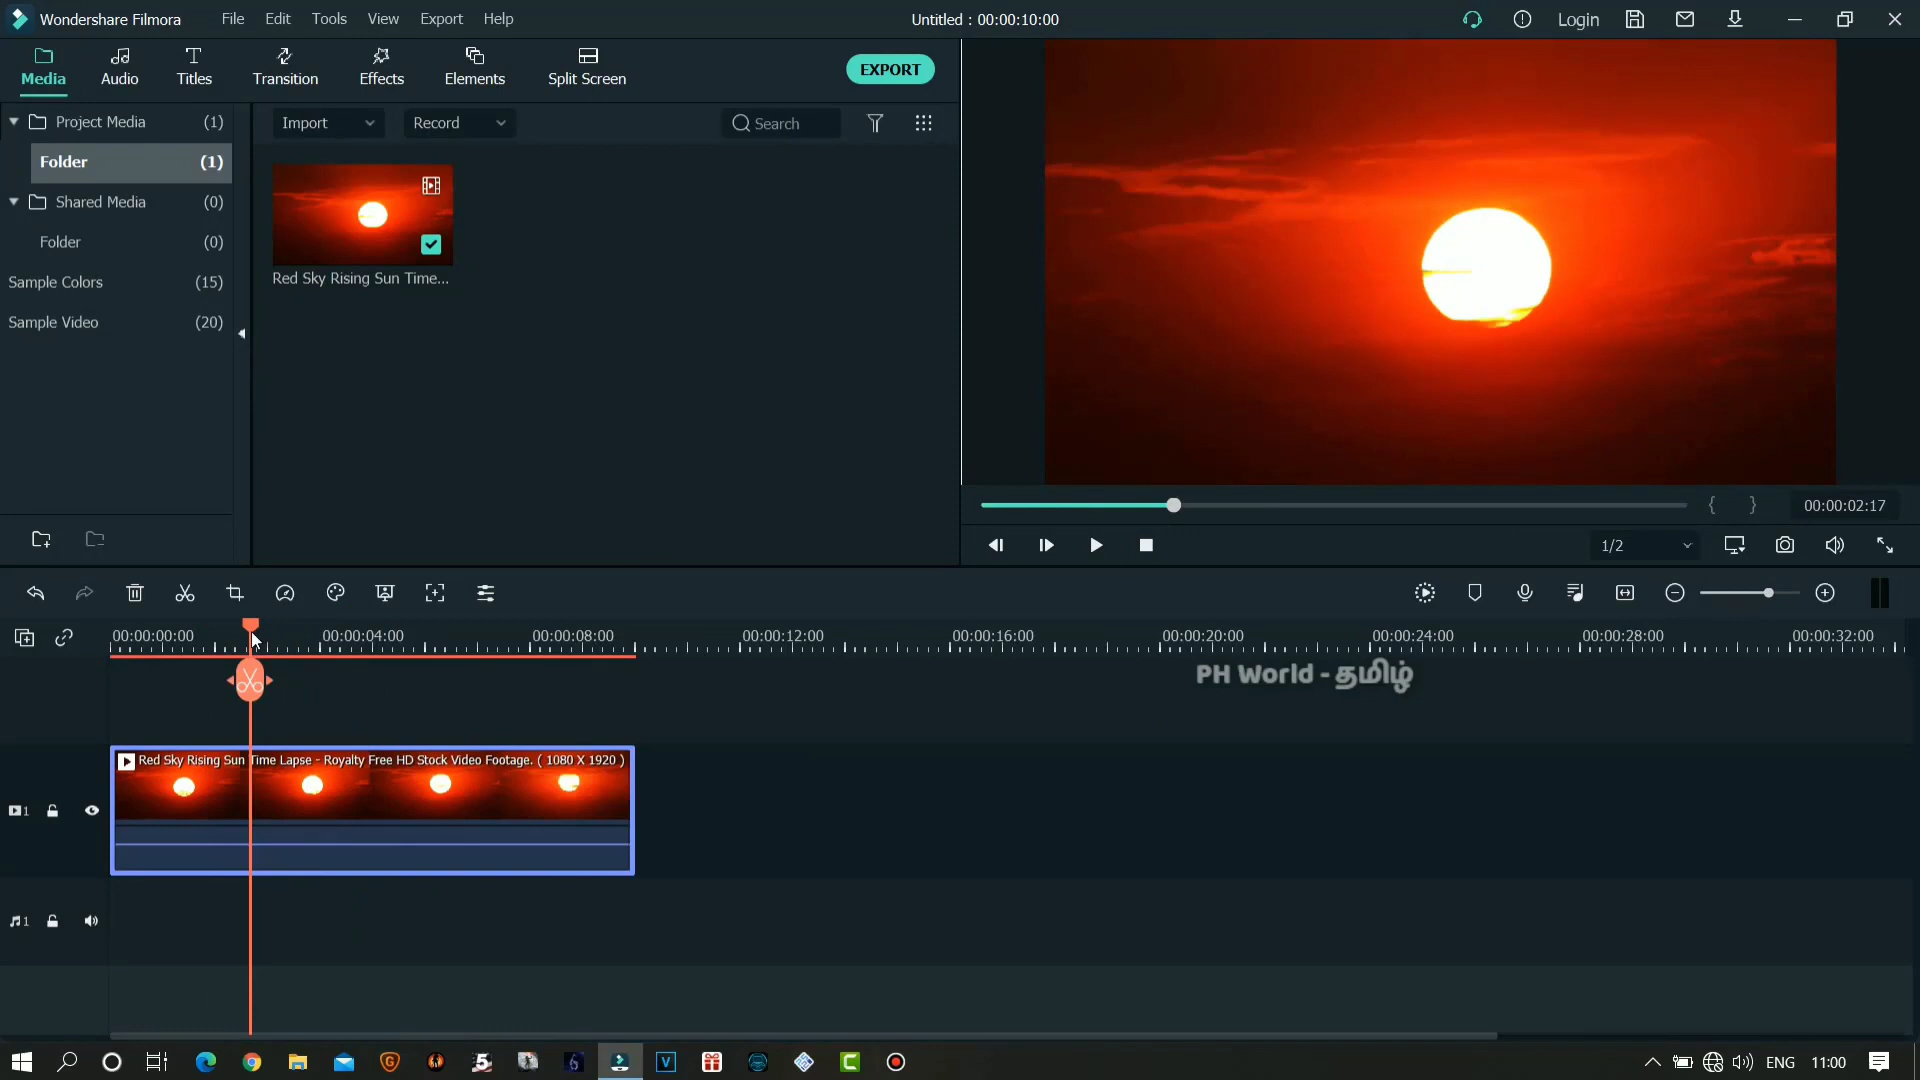 Wondershare Filmora File Edit Tools View Export Help Untitled : 00:00:10:00 Login
Media Audio Titles Transition Effects Elements Split Screen EXPORT
Project Media (1)
Folder (1)
Shared Media (0)
Folder (0)
Sample Colors (15)
Sample Video (20)
Import Record Search
Red Sky Rising Sun Time...
{ } 00:00:02:17
1/2
00:00:00:00 00:00:04:00 00:00:08:00 00:00:12:00 00:00:16:00 00:00:20:00 00:00:24:00 00:00:28:00 00:00:32:00
PH World - தமிழ்
Red Sky Rising Sun Time Lapse - Royalty Free HD Stock Video Footage. ( 1080 X 1920 )
1
1
ENG 11:00